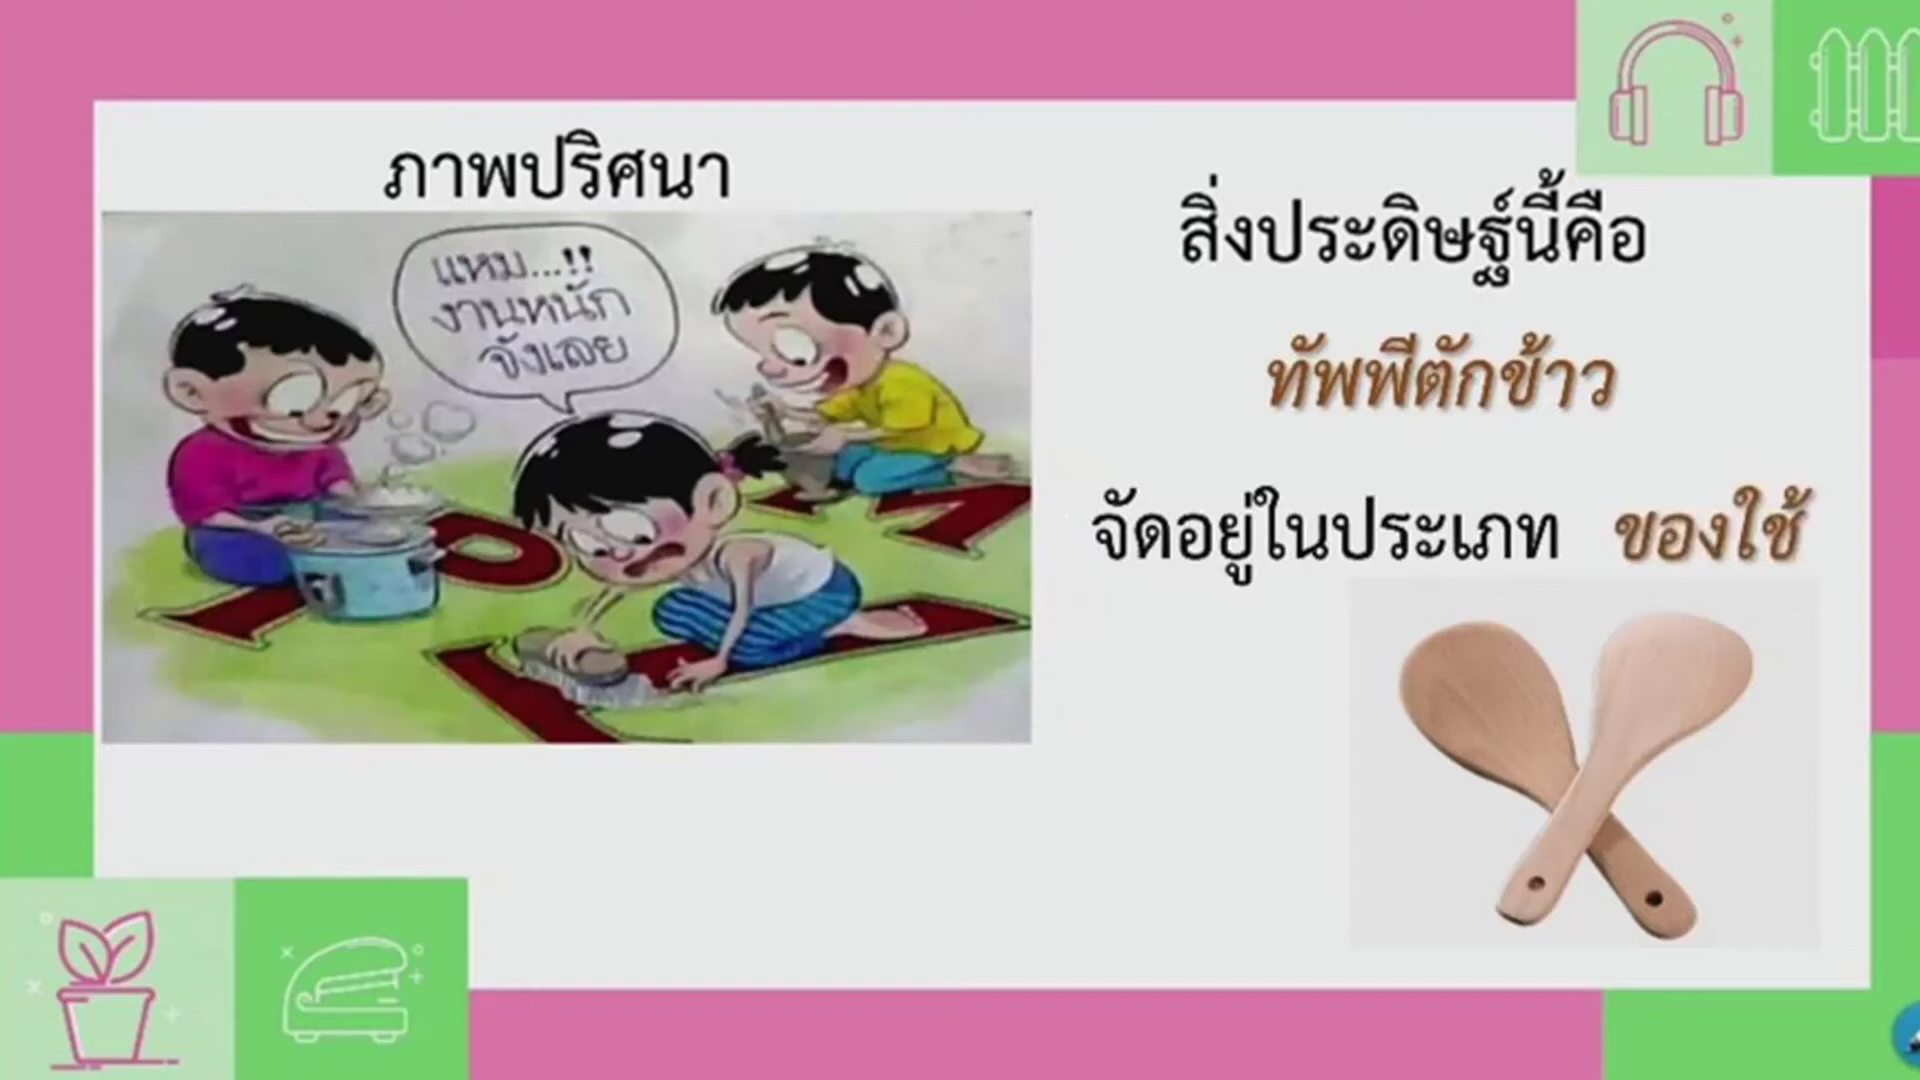 ภาพปริศนา
แหม...!!
งานหนัก
จังเลย
สิ่งประดิษฐ์นี้คือ
ทัพพีตักข้าว
จัดอยู่ในประเภท ของใช้